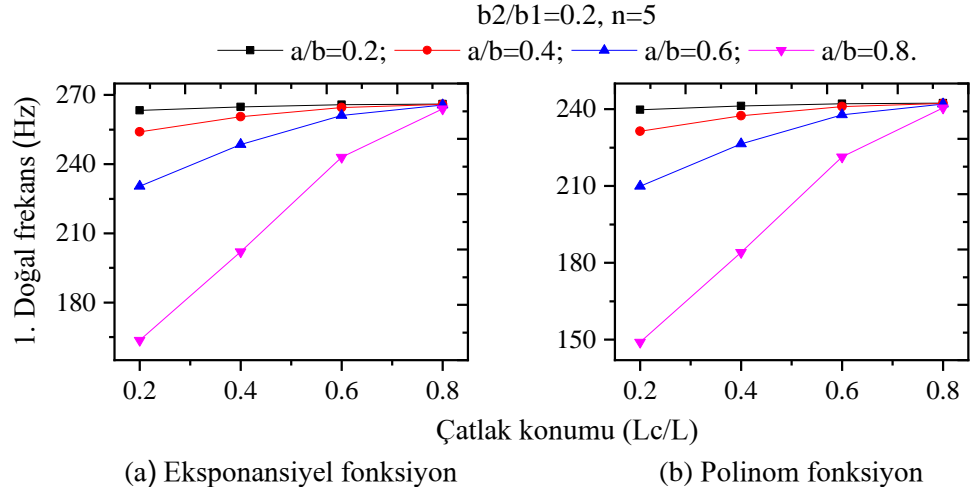 b2/b1=0.2, n=5
a/b=0.2; a/b=0.4; a/b=0.6; a/b=0.8.
1. Doğal frekans (Hz)
270
240
210
180
0.2 0.4 0.6 0.8
240
210
180
150
0.2 0.4 0.6 0.8
Çatlak konumu (Lc/L)
(a) Eksponansiyel fonksiyon
(b) Polinom fonksiyon